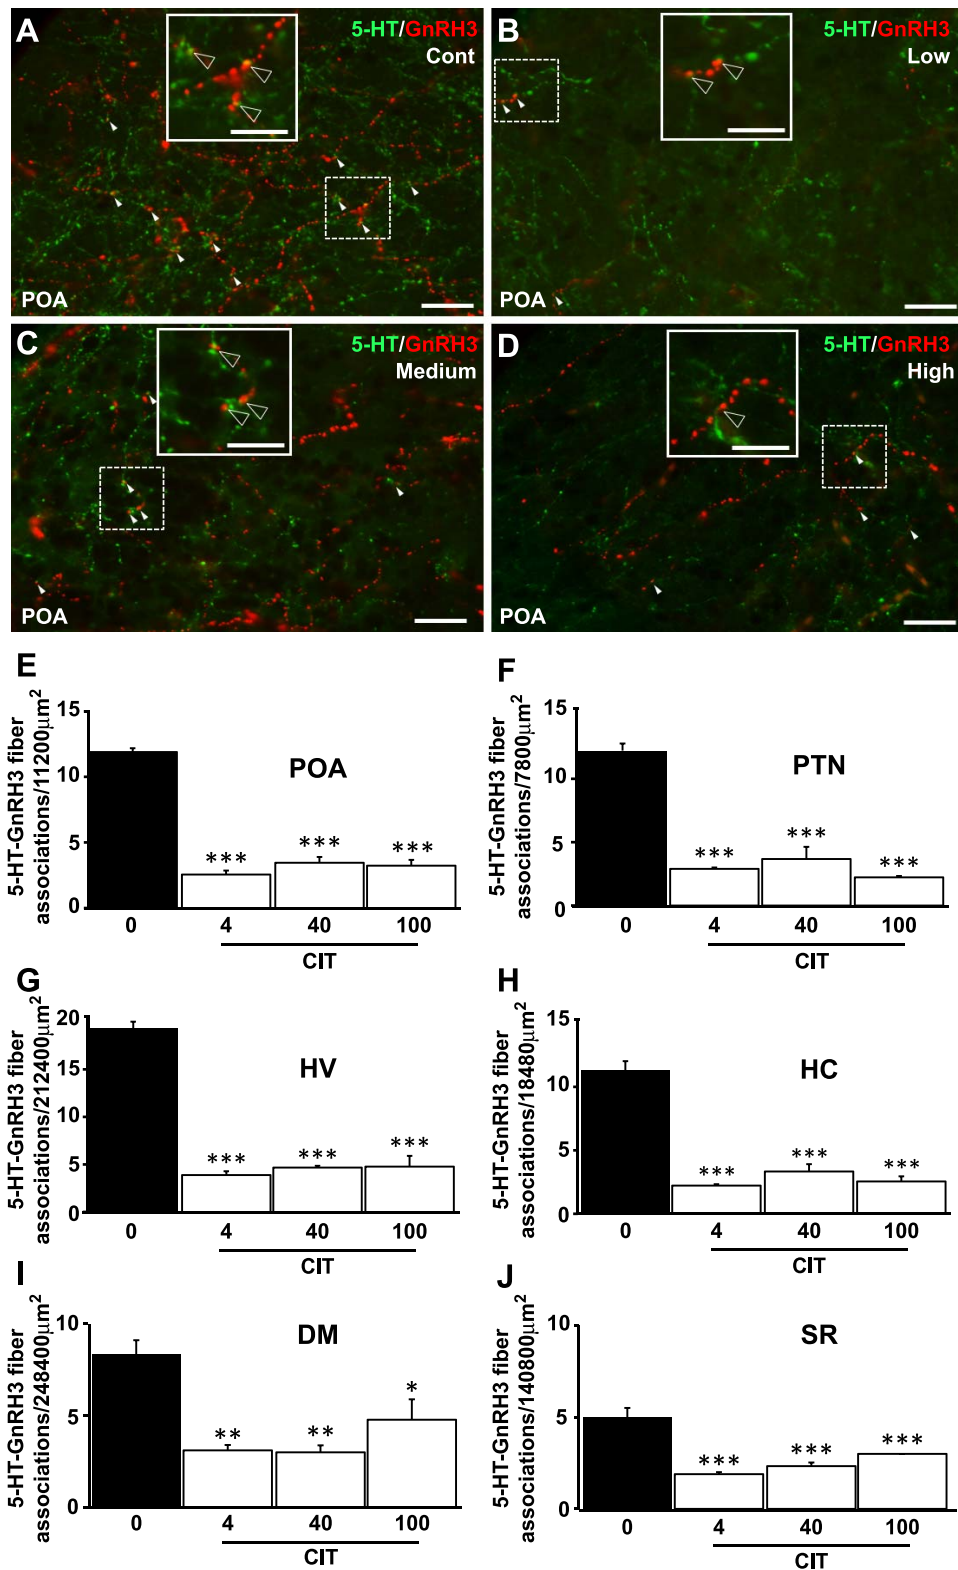 A
5-HT/GnRH3
Cont
POA
B
5-HT/GnRH3
Low
POA
C
5-HT/GnRH3
Medium
POA
D
5-HT/GnRH3
High
POA
E
5-HT-GnRH3 fiber
associations/11200μm²
15
10
5
0
POA
***
***
***
0 4 40 100
CIT
F
5-HT-GnRH3 fiber
associations/7800μm²
15
10
5
0
PTN
***
***
***
0 4 40 100
CIT
G
5-HT-GnRH3 fiber
associations/212400μm²
20
15
10
5
0
HV
***
***
***
0 4 40 100
CIT
H
5-HT-GnRH3 fiber
associations/18480μm²
15
10
5
0
HC
***
***
***
0 4 40 100
CIT
I
5-HT-GnRH3 fiber
associations/248400μm²
10
5
0
DM
**
**
*
0 4 40 100
CIT
J
5-HT-GnRH3 fiber
associations/140800μm²
10
5
0
SR
***
***
***
0 4 40 100
CIT